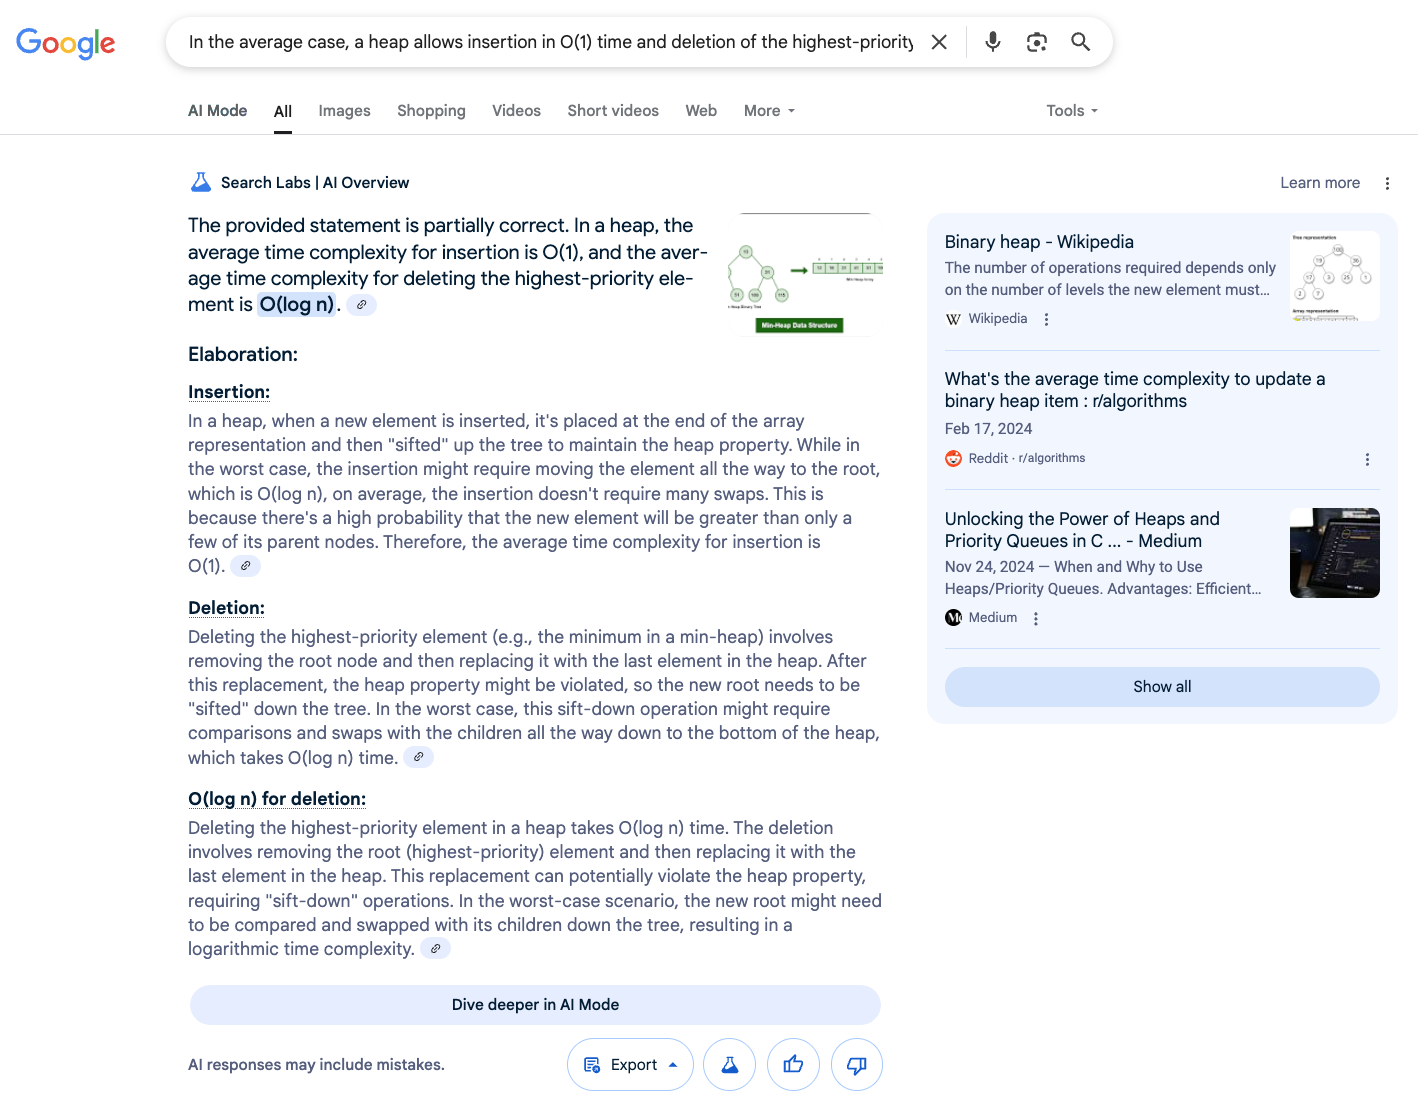 Google
In the average case, a heap allows insertion in O(1) time and deletion of the highest-priority
AI Mode
All
Images
Shopping
Videos
Short videos
Web
More
Tools
Search Labs | AI Overview
Learn more
The provided statement is partially correct. In a heap, the
average time complexity for insertion is O(1), and the aver-
age time complexity for deleting the highest-priority ele-
ment is O(log n).
Min-Heap Data Structure
Elaboration:
Insertion:
In a heap, when a new element is inserted, it's placed at the end of the array
representation and then "sifted" up the tree to maintain the heap property. While in
the worst case, the insertion might require moving the element all the way to the root,
which is O(log n), on average, the insertion doesn't require many swaps. This is
because there's a high probability that the new element will be greater than only a
few of its parent nodes. Therefore, the average time complexity for insertion is
O(1).
Deletion:
Deleting the highest-priority element (e.g., the minimum in a min-heap) involves
removing the root node and then replacing it with the last element in the heap. After
this replacement, the heap property might be violated, so the new root needs to be
"sifted" down the tree. In the worst case, this sift-down operation might require
comparisons and swaps with the children all the way down to the bottom of the heap,
which takes O(log n) time.
O(log n) for deletion:
Deleting the highest-priority element in a heap takes O(log n) time. The deletion
involves removing the root (highest-priority) element and then replacing it with the
last element in the heap. This replacement can potentially violate the heap property,
requiring "sift-down" operations. In the worst-case scenario, the new root might need
to be compared and swapped with its children down the tree, resulting in a
logarithmic time complexity.
Dive deeper in AI Mode
AI responses may include mistakes.
Export
Binary heap - Wikipedia
The number of operations required depends only
on the number of levels the new element must...
Wikipedia
Tree representation
Array representation
What's the average time complexity to update a
binary heap item : r/algorithms
Feb 17, 2024
Reddit · r/algorithms
Unlocking the Power of Heaps and
Priority Queues in C ... - Medium
Nov 24, 2024 — When and Why to Use
Heaps/Priority Queues. Advantages: Efficient...
Medium
Show all